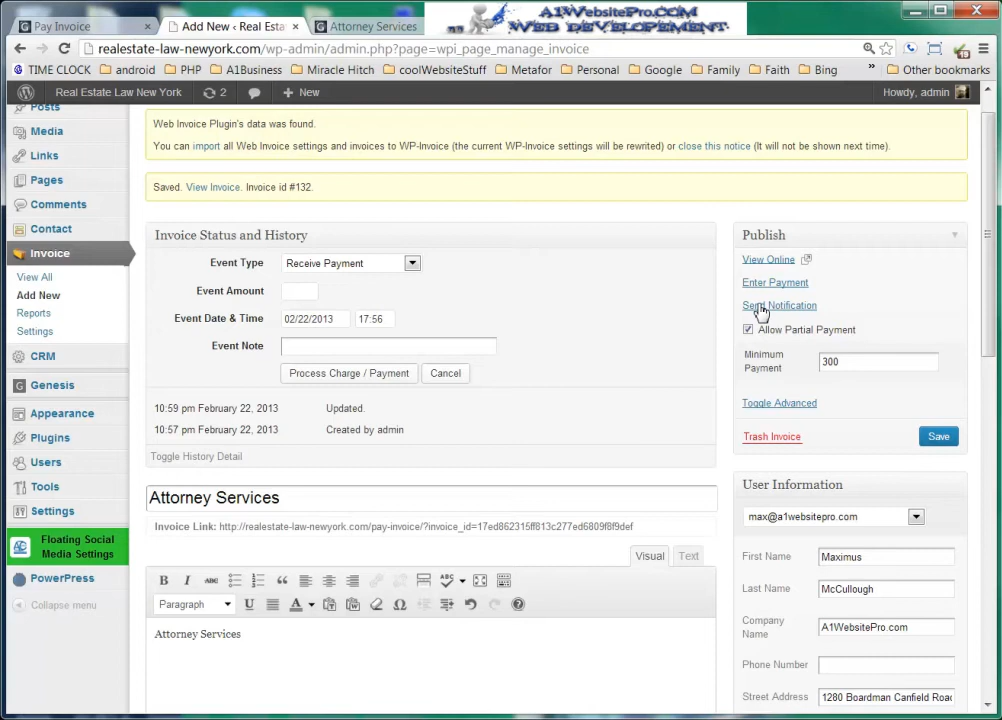 Pay Invoice
Add New ‹ Real Esta
Attorney Services
A1WebsitePro.COM
WEB DEVELOPEMENT
realestate-law-newyork.com/wp-admin/admin.php?page=wpi_page_manage_invoice
TIME CLOCK android PHP A1Business Miracle Hitch coolWebsiteStuff Metafor Personal Google Family Faith Bing » Other bookmarks
Real Estate Law New York 2 + New Howdy, admin
Posts
Media
Links
Pages
Comments
Contact
Invoice
View All
Add New
Reports
Settings
CRM
Genesis
Appearance
Plugins
Users
Tools
Settings
Floating Social
Media Settings
PowerPress
Collapse menu
Web Invoice Plugin's data was found.
You can import all Web Invoice settings and invoices to WP-Invoice (the current WP-Invoice settings will be rewrited) or close this notice (It will not be shown next time).
Saved. View Invoice. Invoice id #132.
Invoice Status and History
Event Type Receive Payment
Event Amount
Event Date & Time 02/22/2013 17:56
Event Note
Process Charge / Payment Cancel
10:59 pm February 22, 2013 Updated.
10:57 pm February 22, 2013 Created by admin
Toggle History Detail
Attorney Services
Invoice Link: http://realestate-law-newyork.com/pay-invoice/?invoice_id=17ed862315ff813c277ed6809f8f9def
Visual Text
B I ABC ABC
Paragraph U A
Attorney Services
Publish
View Online
Enter Payment
Send Notification
Allow Partial Payment
Minimum
Payment
300
Toggle Advanced
Trash Invoice Save
User Information
max@a1websitepro.com
First Name Maximus
Last Name McCullough
Company
Name
A1WebsitePro.com
Phone Number
Street Address 1280 Boardman Canfield Road